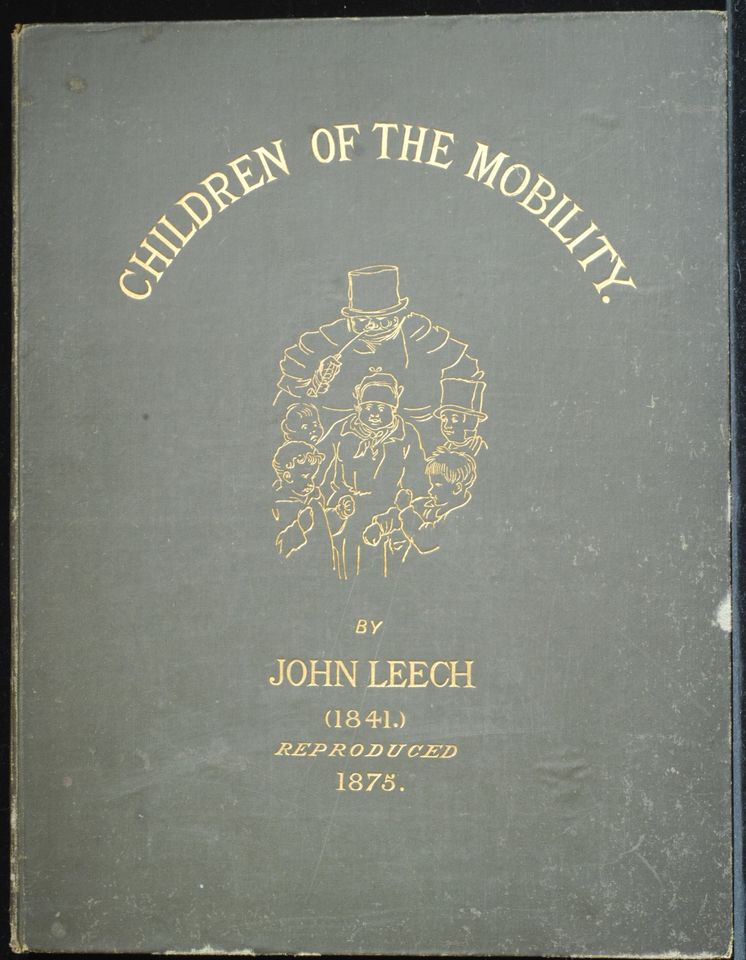 CHILDREN OF THE MOBILITY.
BY
JOHN LEECH
(1841.)
REPRODUCED
1875.